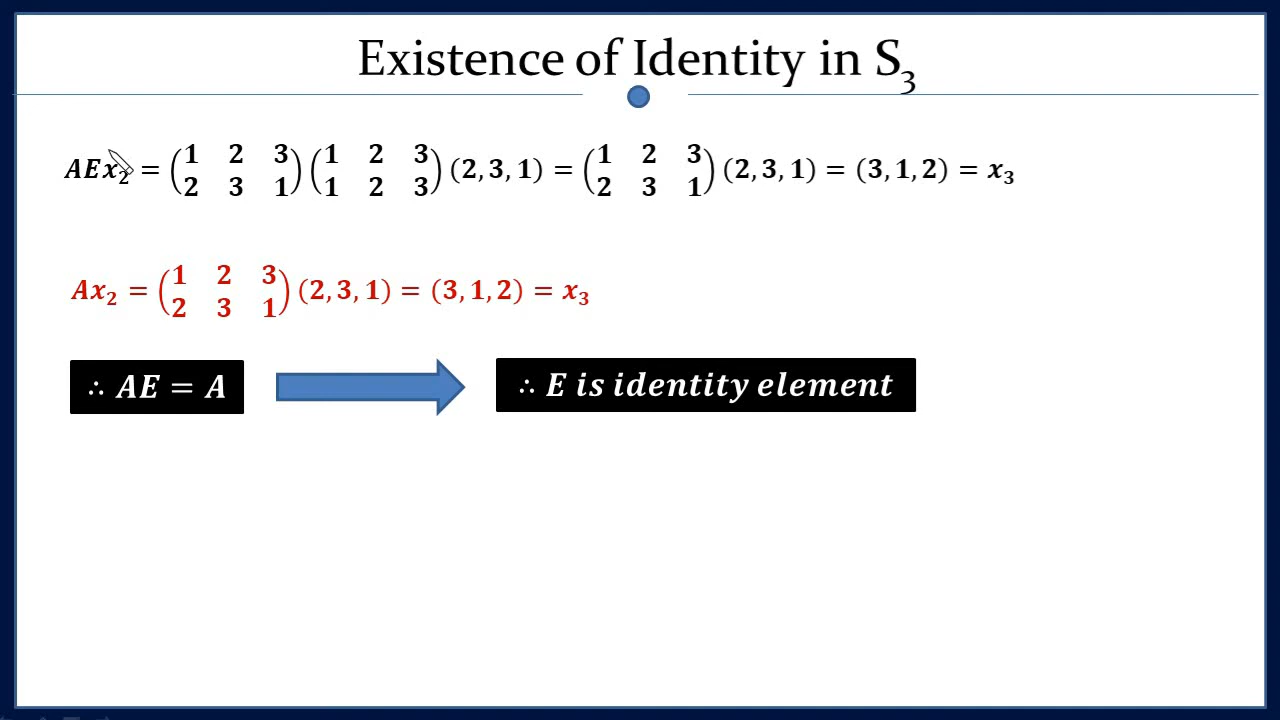 Existence of Identity in S₃
AEx₂ = (1 2 3 / 2 3 1) (1 2 3 / 1 2 3) (2, 3, 1) = (1 2 3 / 2 3 1) (2, 3, 1) = (3, 1, 2) = x₃
Ax₂ = (1 2 3 / 2 3 1) (2, 3, 1) = (3, 1, 2) = x₃
∴ AE = A
∴ E is identity element